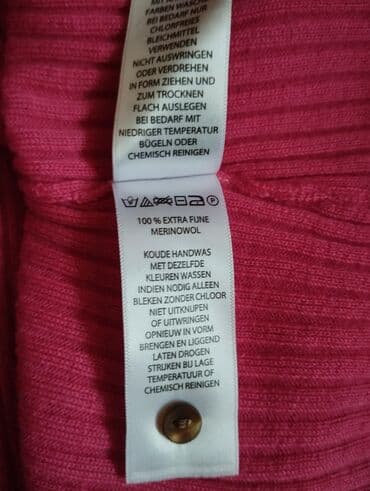 FARBEN WASCHEN
BEI BEDARF NUR
CHLORFREIES
BLEICHMITTEL
VERWENDEN
NICHT AUSWRINGEN
ODER VERDREHEN
IN FORM ZIEHEN UND
ZUM TROCKNEN
FLACH AUSLEGEN
BEI BEDARF MIT
NIEDRIGER TEMPERATUR
BÜGELN ODER
CHEMISCH REINIGEN
P
100 % EXTRA FIJNE
MERINOWOL
KOUDE HANDWAS
MET DEZELFDE
KLEUREN WASSEN
INDIEN NODIG ALLEEN
BLEKEN ZONDER CHLOOR
NIET UITKNIJPEN
OF UITWRINGEN
OPNIEUW IN VORM
BRENGEN EN LIGGEND
LATEN DROGEN
STRIJKEN BIJ LAGE
TEMPERATUUR OF
CHEMISCH REINIGEN